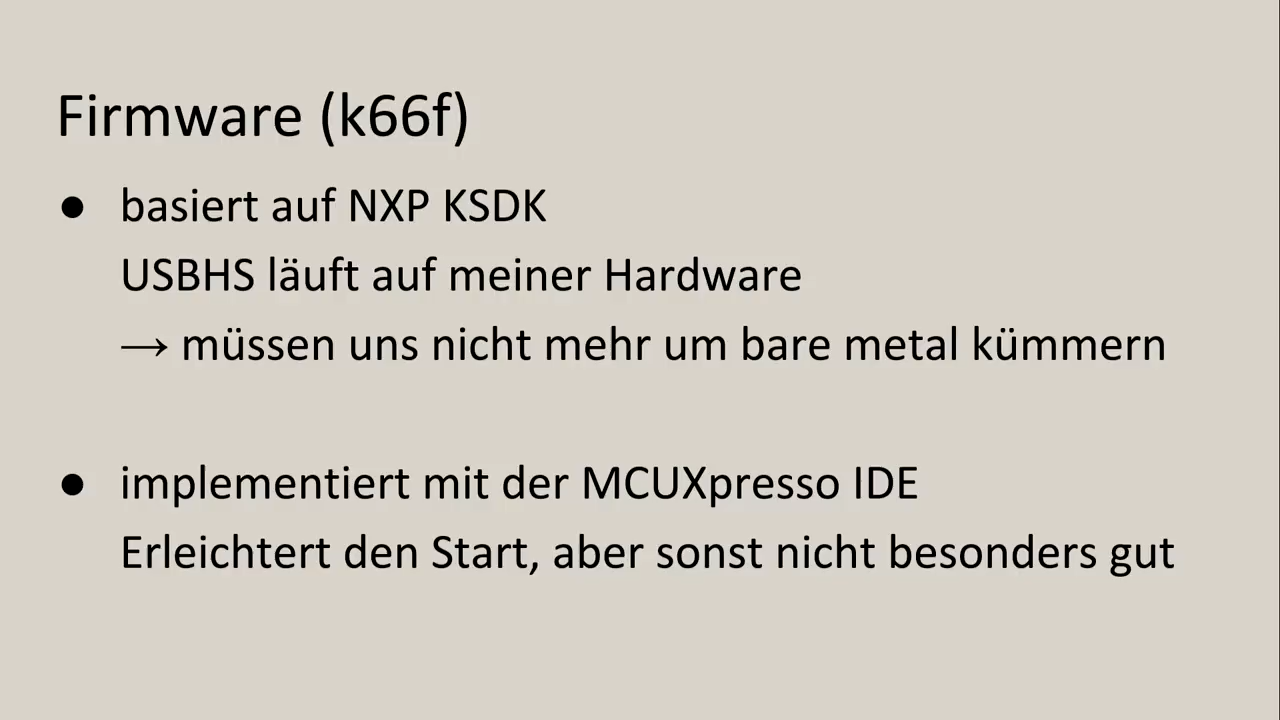 Firmware (k66f)
● basiert auf NXP KSDK
USBHS läuft auf meiner Hardware
→ müssen uns nicht mehr um bare metal kümmern
● implementiert mit der MCUXpresso IDE
Erleichtert den Start, aber sonst nicht besonders gut